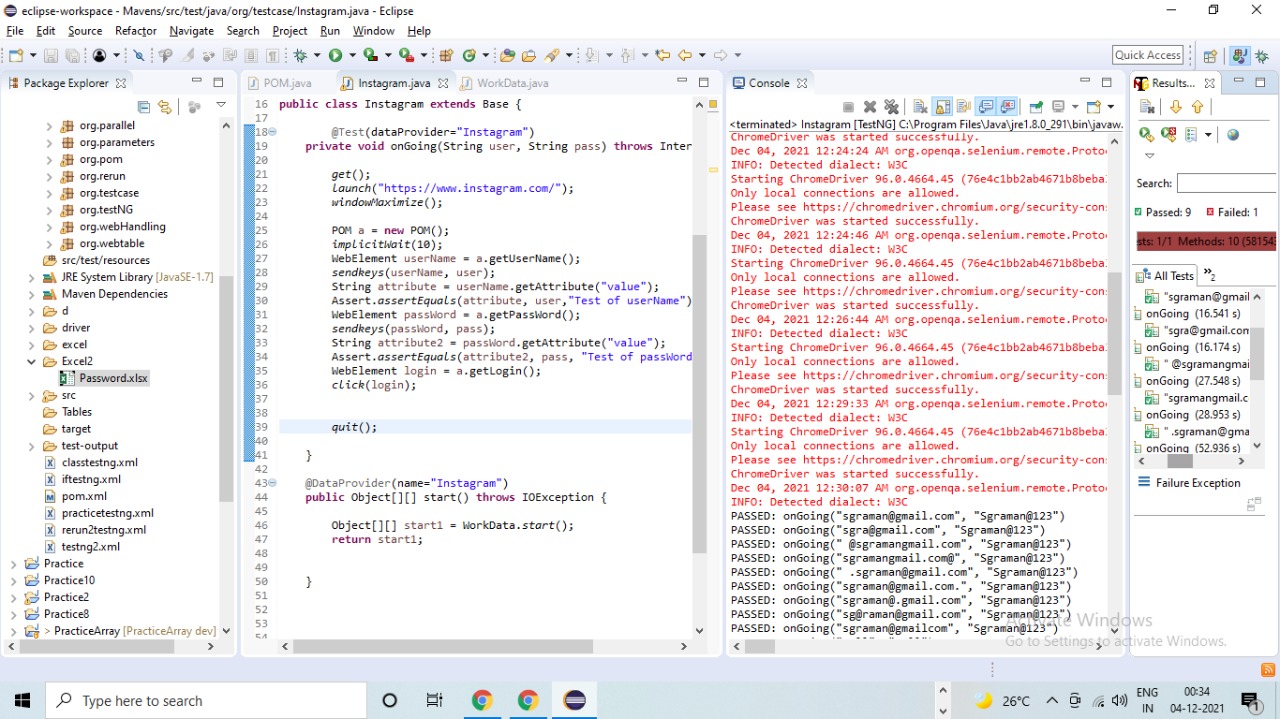 eclipse-workspace - Mavens/src/test/java/org/testcase/Instagram.java - Eclipse
File Edit Source Refactor Navigate Search Project Run Window Help
Quick Access
Package Explorer
org.parallel
org.parameters
org.pom
org.rerun
org.testcase
org.testNG
org.webHandling
org.webtable
src/test/resources
JRE System Library [JavaSE-1.7]
Maven Dependencies
d
driver
excel
Excel2
Password.xlsx
src
Tables
target
test-output
classtestng.xml
iftestng.xml
pom.xml
practicetestng.xml
rerun2testng.xml
testng2.xml
Practice
Practice10
Practice2
Practice8
> PracticeArray [PracticeArray dev]
POM.java Instagram.java WorkData.java
16 public class Instagram extends Base {
17
18 @Test(dataProvider="Instagram")
19 private void onGoing(String user, String pass) throws Inter
20
21 get();
22 launch("https://www.instagram.com/");
23 windowMaximize();
24
25 POM a = new POM();
26 implicitWait(10);
27 WebElement userName = a.getUserName();
28 sendkeys(userName, user);
29 String attribute = userName.getAttribute("value");
30 Assert.assertEquals(attribute, user,"Test of userName")
31 WebElement passWord = a.getPassWord();
32 sendkeys(passWord, pass);
33 String attribute2 = passWord.getAttribute("value");
34 Assert.assertEquals(attribute2, pass, "Test of passWord
35 WebElement login = a.getLogin();
36 click(login);
37
38
39 quit();
40
41 }
42
43 @DataProvider(name="Instagram")
44 public Object[][] start() throws IOException {
45
46 Object[][] start1 = WorkData.start();
47 return start1;
48
49
50 }
51
52
53
54
Console
<terminated> Instagram [TestNG] C:\Program Files\Java\jre1.8.0_291\bin\javaw.
ChromeDriver was started successfully.
Dec 04, 2021 12:24:24 AM org.openqa.selenium.remote.Proto
INFO: Detected dialect: W3C
Starting ChromeDriver 96.0.4664.45 (76e4c1bb2ab4671b8beba
Only local connections are allowed.
Please see https://chromedriver.chromium.org/security-con
ChromeDriver was started successfully.
Dec 04, 2021 12:24:46 AM org.openqa.selenium.remote.Proto
INFO: Detected dialect: W3C
Starting ChromeDriver 96.0.4664.45 (76e4c1bb2ab4671b8beba
Only local connections are allowed.
Please see https://chromedriver.chromium.org/security-con
ChromeDriver was started successfully.
Dec 04, 2021 12:26:44 AM org.openqa.selenium.remote.Proto
INFO: Detected dialect: W3C
Starting ChromeDriver 96.0.4664.45 (76e4c1bb2ab4671b8beba
Only local connections are allowed.
Please see https://chromedriver.chromium.org/security-con
ChromeDriver was started successfully.
Dec 04, 2021 12:29:33 AM org.openqa.selenium.remote.Proto
INFO: Detected dialect: W3C
Starting ChromeDriver 96.0.4664.45 (76e4c1bb2ab4671b8beba
Only local connections are allowed.
Please see https://chromedriver.chromium.org/security-con
ChromeDriver was started successfully.
Dec 04, 2021 12:30:07 AM org.openqa.selenium.remote.Proto
INFO: Detected dialect: W3C
PASSED: onGoing("sgraman@gmail.com", "Sgraman@123")
PASSED: onGoing("sgra@gmail.com", "Sgraman@123")
PASSED: onGoing(" @sgramangmail.com", "Sgraman@123")
PASSED: onGoing("sgramangmail.com@", "Sgraman@123")
PASSED: onGoing(" .sgraman@gmail.com", "Sgraman@123")
PASSED: onGoing("sgraman@gmail.com.", "Sgraman@123")
PASSED: onGoing("sgraman@.gmail.com", "Sgraman@123")
PASSED: onGoing("sg@raman@gmail.com", "Sgraman@123")
PASSED: onGoing("sgraman@gmailcom", "Sgraman@123")
Results...
Search:
Passed: 9 Failed: 1
sts: 1/1 Methods: 10 (581543
All Tests »2
"sgraman@gmail
onGoing (16.541 s)
"sgra@gmail.com
onGoing (16.174 s)
" @sgramangmai
onGoing (27.548 s)
"sgramangmail.c
onGoing (28.953 s)
" .sgraman@gma
onGoing (52.936 s)
Failure Exception
Activate Windows
Go to Settings to activate Windows.
Type here to search
26°C
ENG
IN
00:34
04-12-2021
1